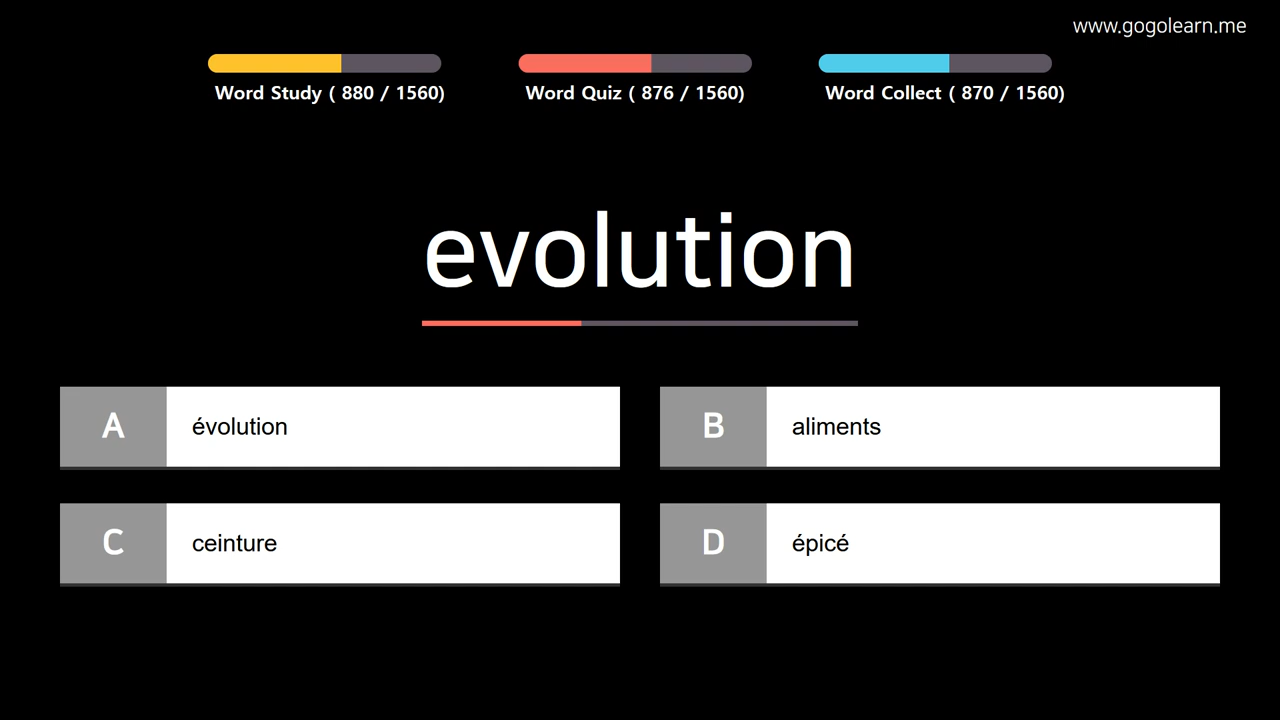 www.gogolearn.me
Word Study ( 880 / 1560)
Word Quiz ( 876 / 1560)
Word Collect ( 870 / 1560)
evolution
A évolution
B aliments
C ceinture
D épicé